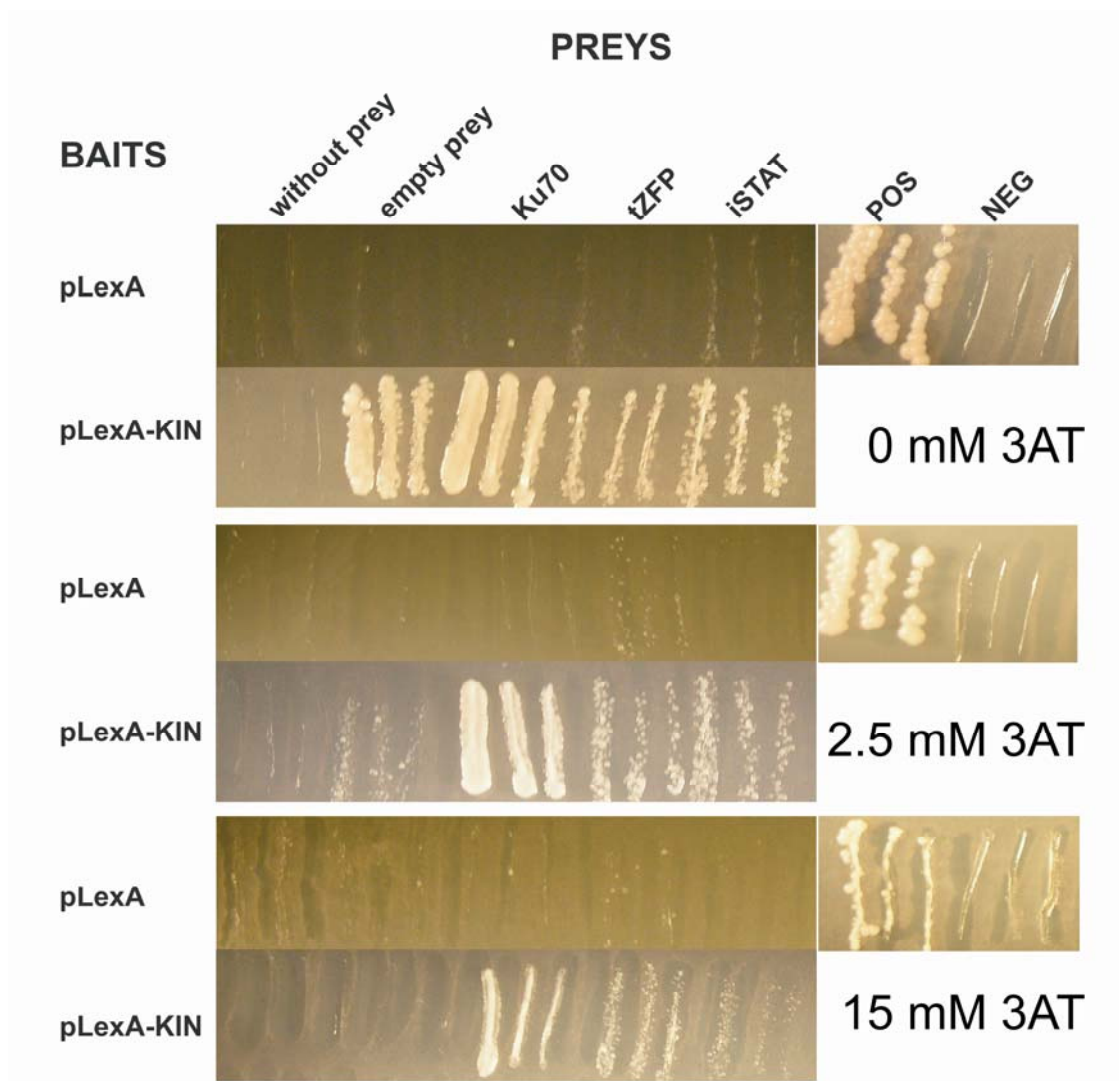 PREYS
BAITS
without prey
empty prey
Ku70
tZFP
iSTAT
POS
NEG
pLexA
pLexA-KIN
0 mM 3AT
pLexA
pLexA-KIN
2.5 mM 3AT
pLexA
pLexA-KIN
15 mM 3AT